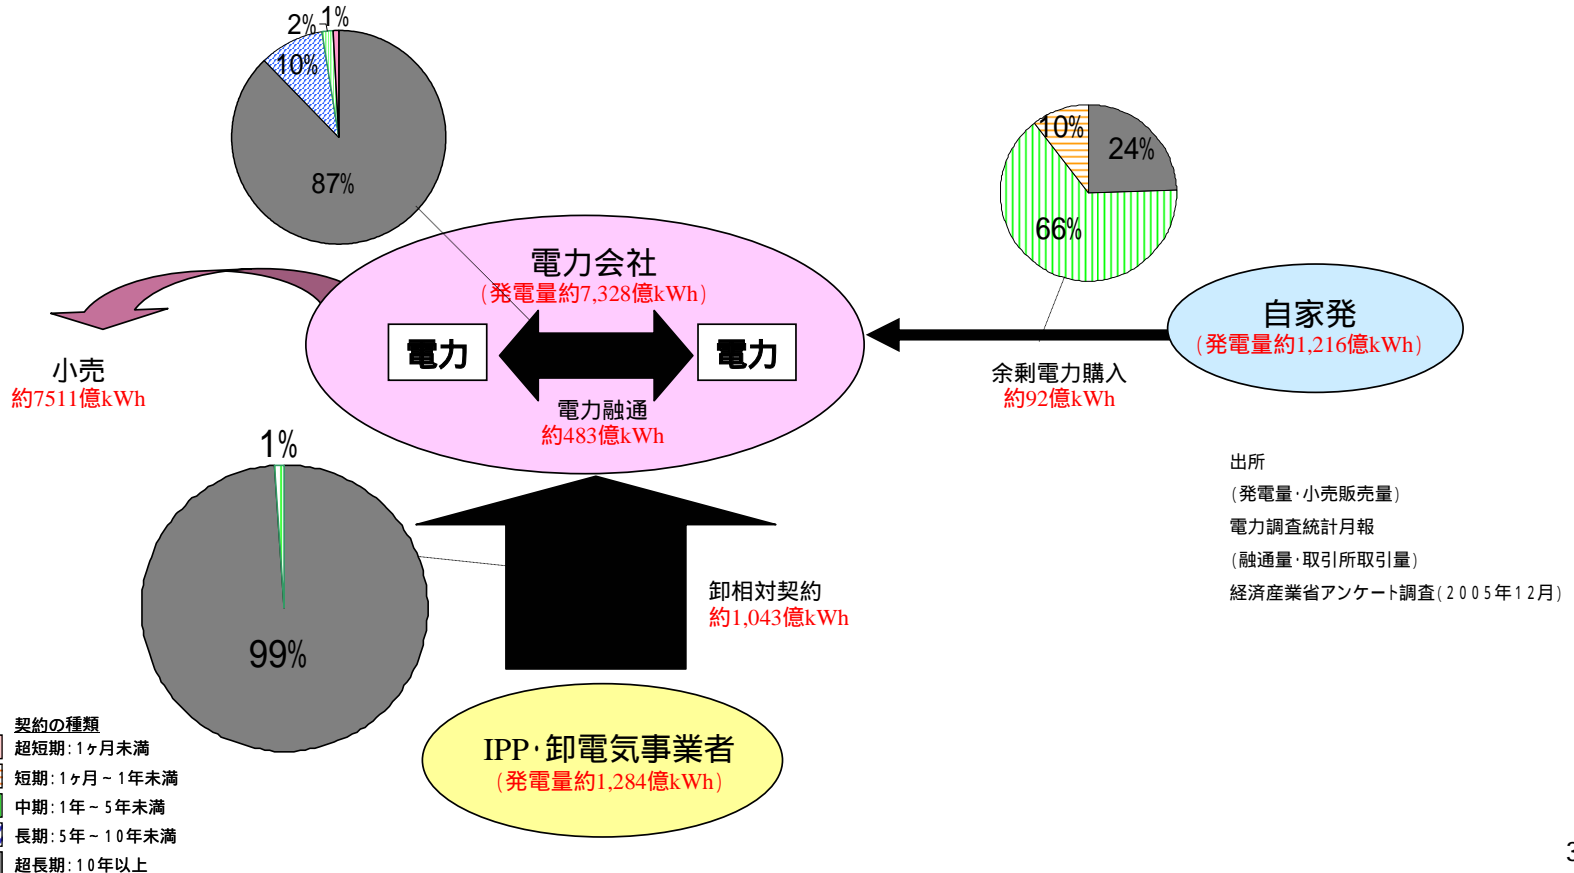 2%
1%
10%
87%
10%
24%
66%
電力会社
(発電量約7,328億kWh)
電力
電力
電力融通
約483億kWh
小売
約7511億kWh
自家発
(発電量約1,216億kWh)
余剰電力購入
約92億kWh
1%
99%
卸相対契約
約1,043億kWh
IPP・卸電気事業者
(発電量約1,284億kWh)
出所
(発電量・小売販売量)
電力調査統計月報
(融通量・取引所取引量)
経済産業省アンケート調査(2005年12月)
契約の種類
超短期:1ヶ月未満
短期:1ヶ月~1年未満
中期:1年~5年未満
長期:5年~10年未満
超長期:10年以上
3